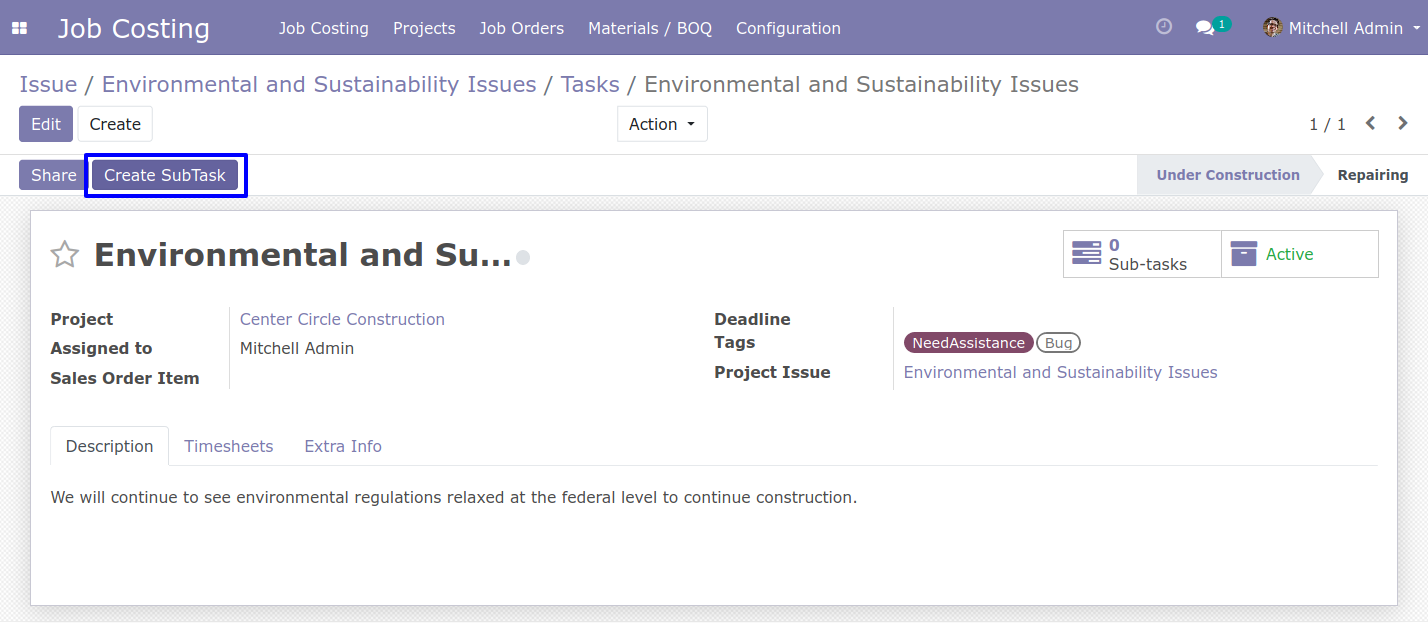 Job Costing Job Costing Projects Job Orders Materials / BOQ Configuration 1 Mitchell Admin
Issue / Environmental and Sustainability Issues / Tasks / Environmental and Sustainability Issues
Edit Create Action 1 / 1
Share Create SubTask Under Construction Repairing
Environmental and Su... 0 Sub-tasks Active
Project Center Circle Construction Deadline
Assigned to Mitchell Admin Tags NeedAssistance Bug
Sales Order Item Project Issue Environmental and Sustainability Issues
Description Timesheets Extra Info
We will continue to see environmental regulations relaxed at the federal level to continue construction.